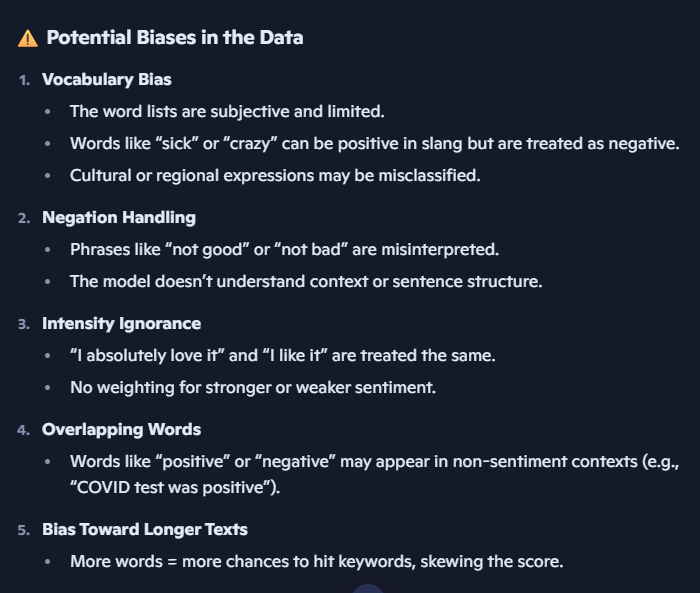 ⚠ Potential Biases in the Data
1. Vocabulary Bias
• The word lists are subjective and limited.
• Words like “sick” or “crazy” can be positive in slang but are treated as negative.
• Cultural or regional expressions may be misclassified.
2. Negation Handling
• Phrases like “not good” or “not bad” are misinterpreted.
• The model doesn’t understand context or sentence structure.
3. Intensity Ignorance
• “I absolutely love it” and “I like it” are treated the same.
• No weighting for stronger or weaker sentiment.
4. Overlapping Words
• Words like “positive” or “negative” may appear in non-sentiment contexts (e.g.,
“COVID test was positive”).
5. Bias Toward Longer Texts
• More words = more chances to hit keywords, skewing the score.